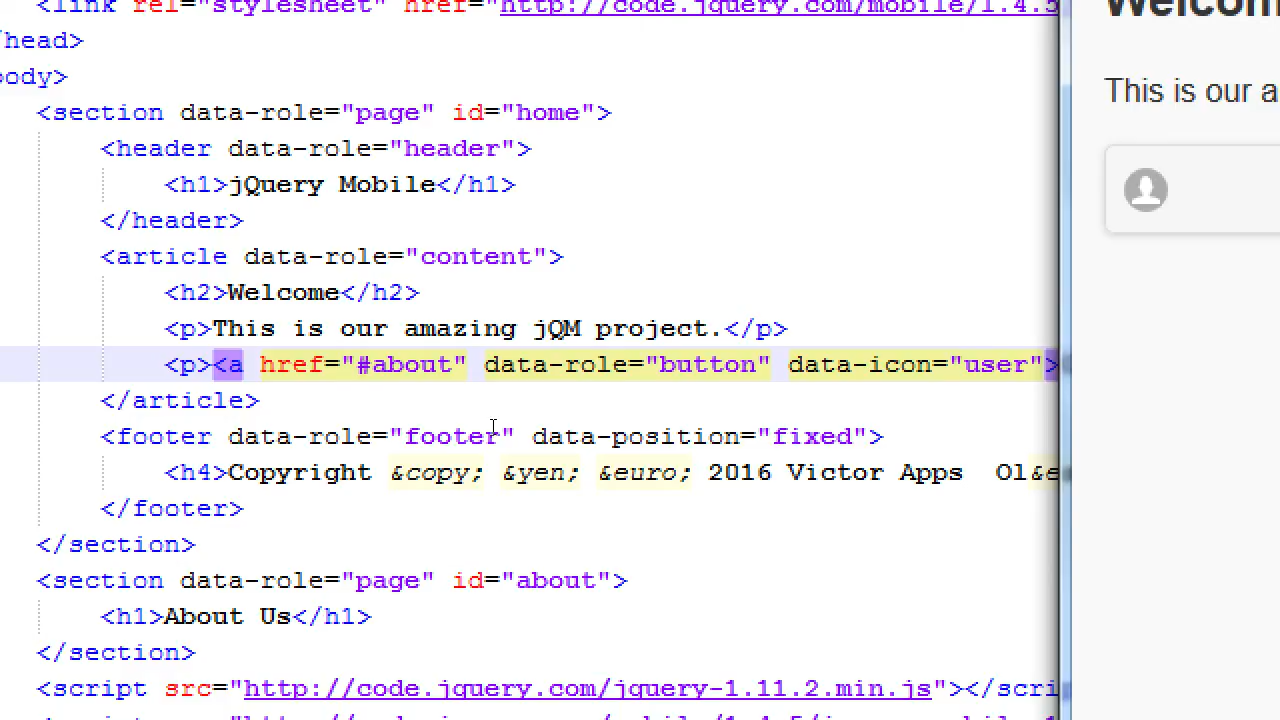 <link rel="stylesheet" href="http://code.jquery.com/mobile/1.4.5
/head>
body>
<section data-role="page" id="home">
<header data-role="header">
<h1>jQuery Mobile</h1>
</header>
<article data-role="content">
<h2>Welcome</h2>
<p>This is our amazing jQM project.</p>
<p><a href="#about" data-role="button" data-icon="user">
</article>
<footer data-role="footer" data-position="fixed">
<h4>Copyright &copy; &yen; &euro; 2016 Victor Apps Ol&e
</footer>
</section>
<section data-role="page" id="about">
<h1>About Us</h1>
</section>
<script src="http://code.jquery.com/jquery-1.11.2.min.js"></scri
Welcom
This is our a